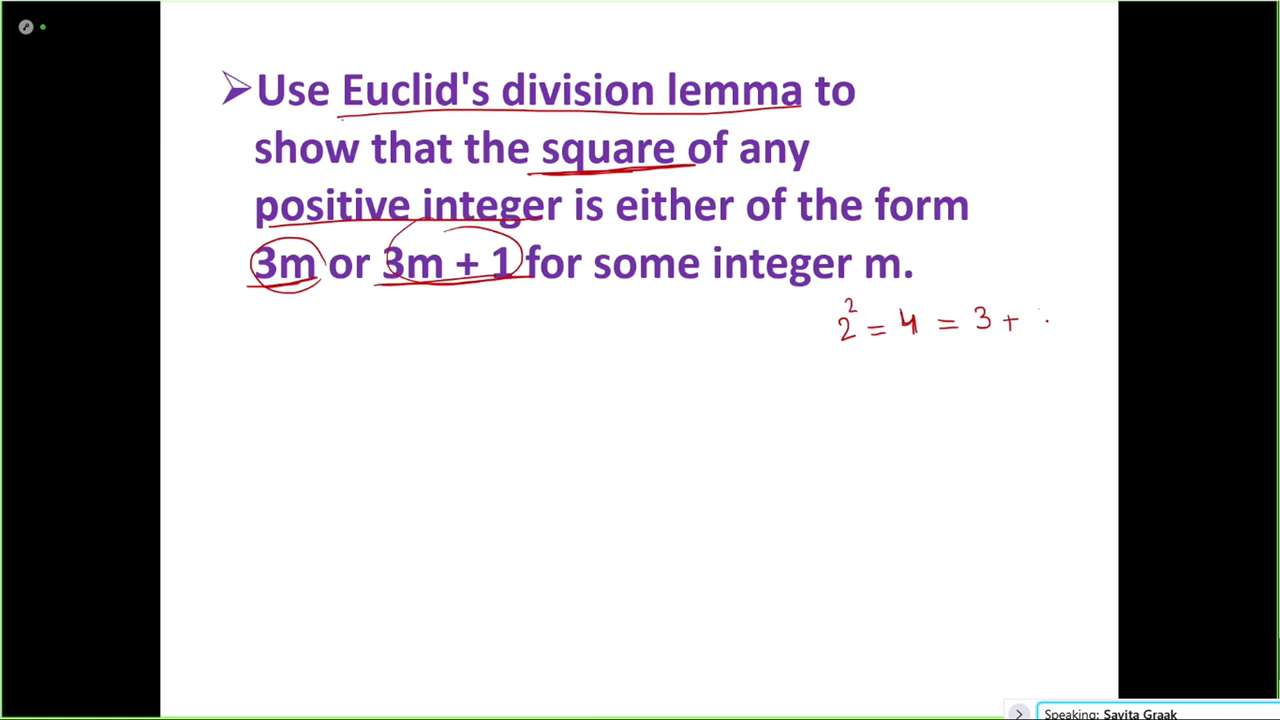 ➢Use Euclid's division lemma to
show that the square of any
positive integer is either of the form
3m or 3m + 1 for some integer m.
2² = 4 = 3 +
Speaking: Savita Graak